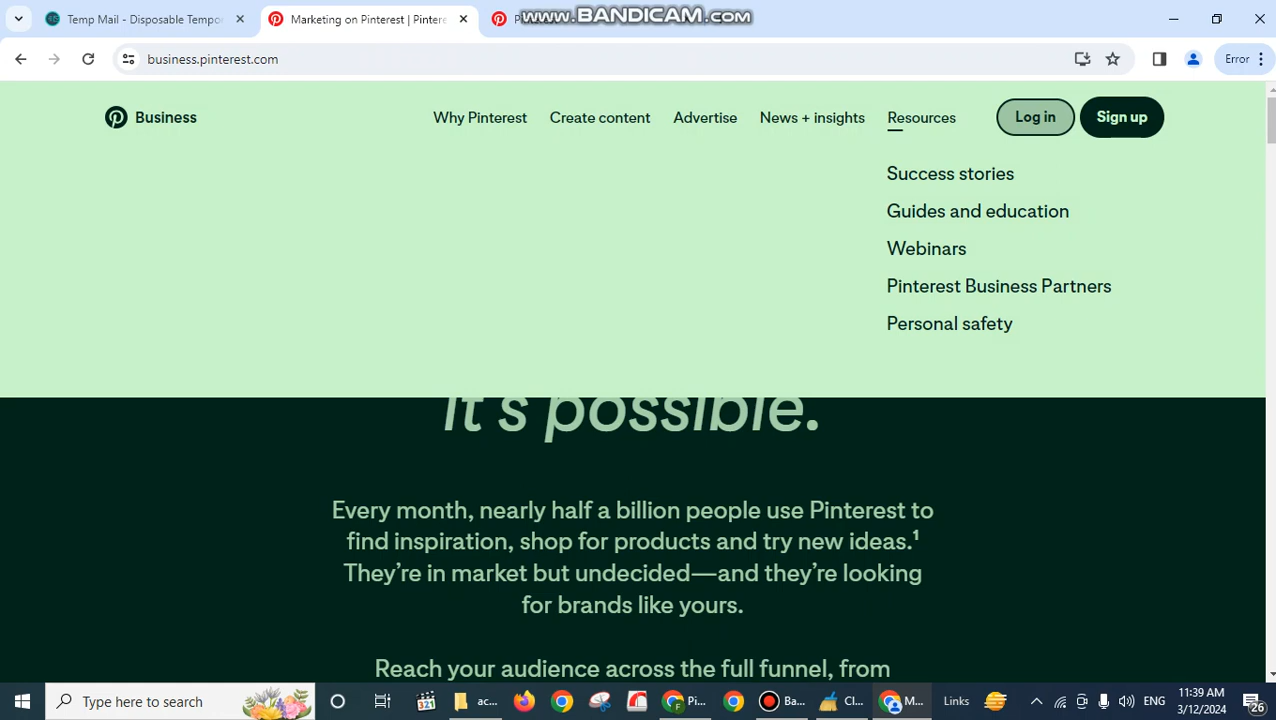 Temp Mail - Disposable Tempo
Marketing on Pinterest | Pintere
www.BANDICAM.com
business.pinterest.com
Error
Business
Why Pinterest
Create content
Advertise
News + insights
Resources
Log in
Sign up
Success stories
Guides and education
Webinars
Pinterest Business Partners
Personal safety
it's possible.
Every month, nearly half a billion people use Pinterest to
find inspiration, shop for products and try new ideas.¹
They're in market but undecided—and they're looking
for brands like yours.
Reach your audience across the full funnel, from
Type here to search
321
ac...
Pi...
Ba...
Cl...
M...
Links
ENG
11:39 AM
3/12/2024
26